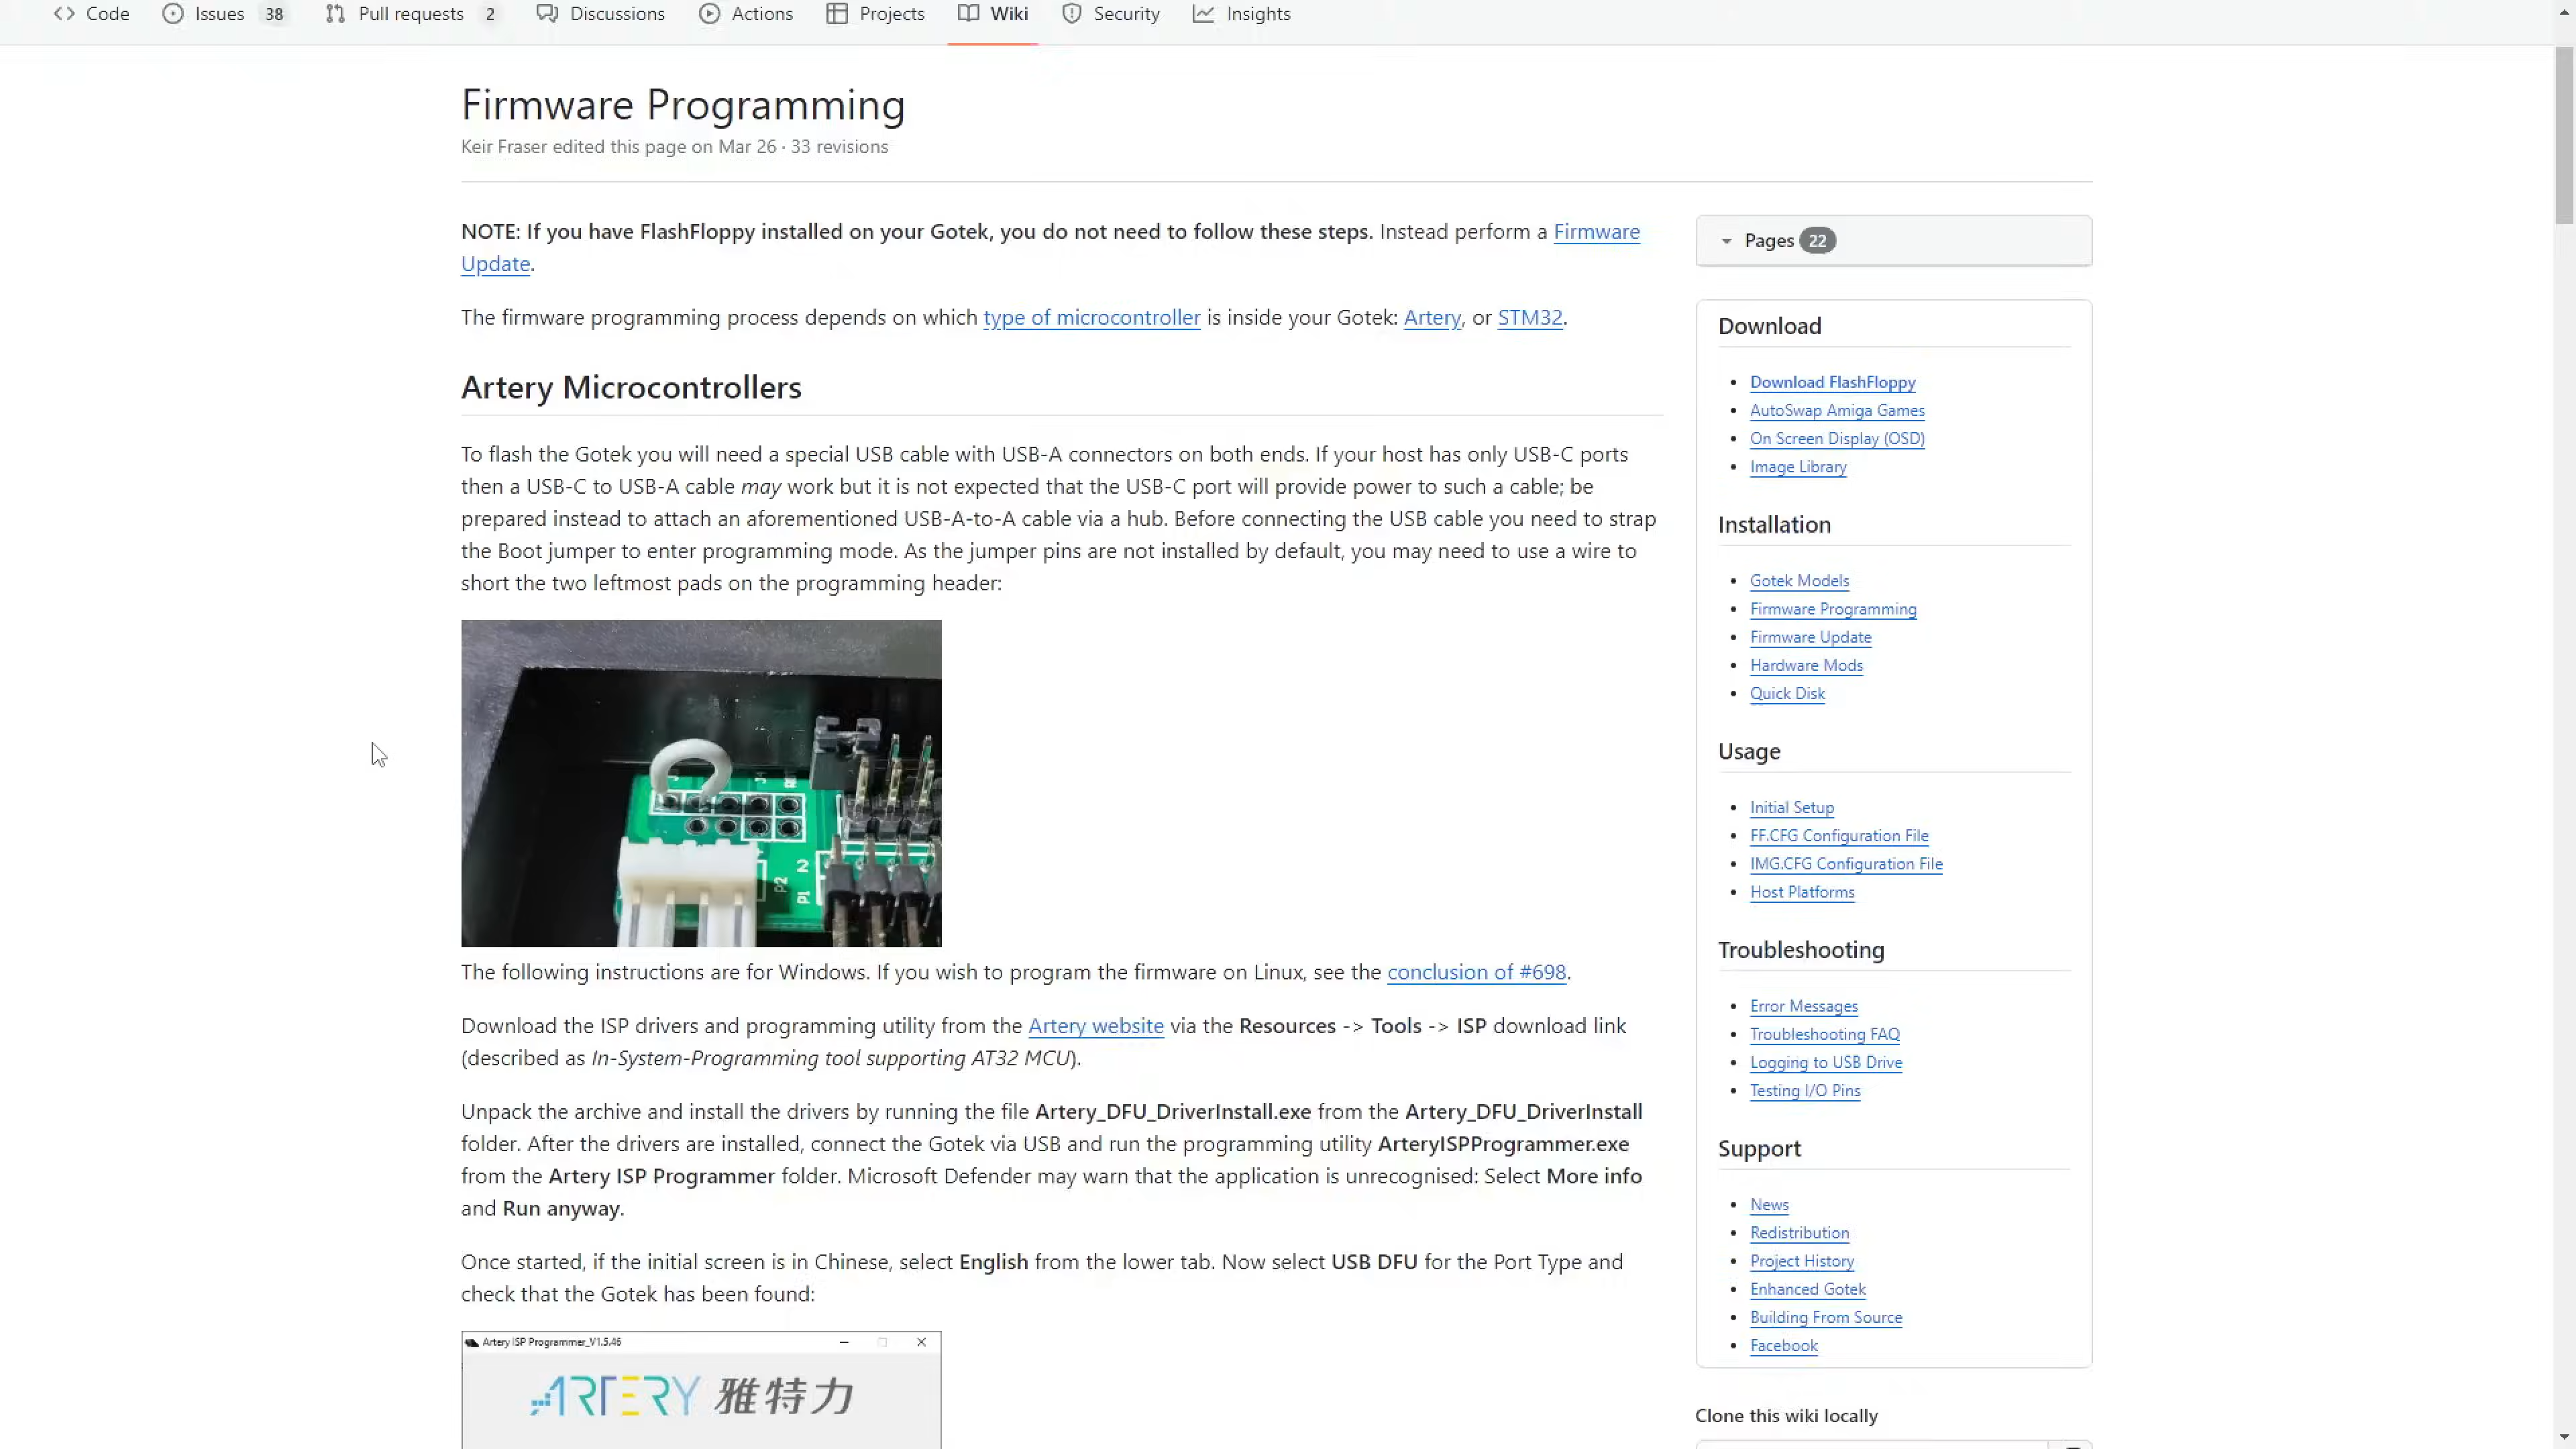 Code Issues 38 Pull requests 2 Discussions Actions Projects Wiki Security Insights
Firmware Programming
Keir Fraser edited this page on Mar 26 · 33 revisions
NOTE: If you have FlashFloppy installed on your Gotek, you do not need to follow these steps. Instead perform a Firmware
Update.
The firmware programming process depends on which type of microcontroller is inside your Gotek: Artery, or STM32.
Artery Microcontrollers
To flash the Gotek you will need a special USB cable with USB-A connectors on both ends. If your host has only USB-C ports
then a USB-C to USB-A cable may work but it is not expected that the USB-C port will provide power to such a cable; be
prepared instead to attach an aforementioned USB-A-to-A cable via a hub. Before connecting the USB cable you need to strap
the Boot jumper to enter programming mode. As the jumper pins are not installed by default, you may need to use a wire to
short the two leftmost pads on the programming header:
2
P2
P1
The following instructions are for Windows. If you wish to program the firmware on Linux, see the conclusion of #698.
Download the ISP drivers and programming utility from the Artery website via the Resources -> Tools -> ISP download link
(described as In-System-Programming tool supporting AT32 MCU).
Unpack the archive and install the drivers by running the file Artery_DFU_DriverInstall.exe from the Artery_DFU_DriverInstall
folder. After the drivers are installed, connect the Gotek via USB and run the programming utility ArteryISPProgrammer.exe
from the Artery ISP Programmer folder. Microsoft Defender may warn that the application is unrecognised: Select More info
and Run anyway.
Once started, if the initial screen is in Chinese, select English from the lower tab. Now select USB DFU for the Port Type and
check that the Gotek has been found:
Artery ISP Programmer_V1.5.46
ARTERY 雅特力
Pages 22
Download
Download FlashFloppy
AutoSwap Amiga Games
On Screen Display (OSD)
Image Library
Installation
Gotek Models
Firmware Programming
Firmware Update
Hardware Mods
Quick Disk
Usage
Initial Setup
FF.CFG Configuration File
IMG.CFG Configuration File
Host Platforms
Troubleshooting
Error Messages
Troubleshooting FAQ
Logging to USB Drive
Testing I/O Pins
Support
News
Redistribution
Project History
Enhanced Gotek
Building From Source
Facebook
Clone this wiki locally